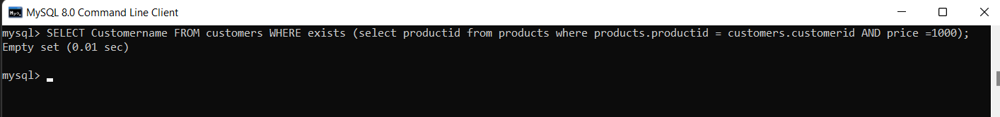 MySQL 8.0 Command Line Client
mysql> SELECT Customername FROM customers WHERE exists (select productid from products where products.productid = customers.customerid AND price =1000);
Empty set (0.01 sec)
mysql>